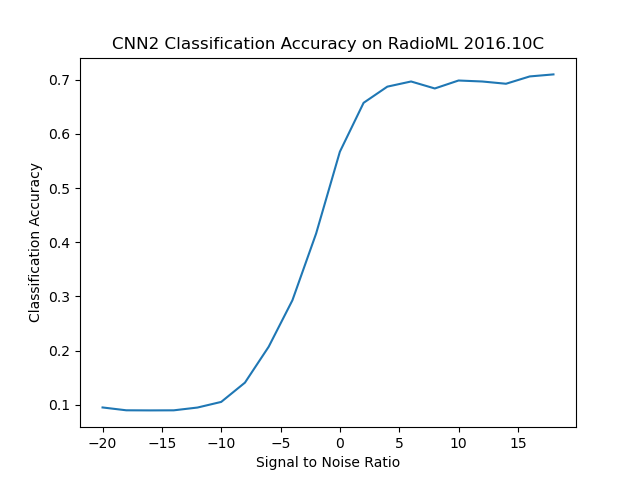 CNN2 Classification Accuracy on RadioML 2016.10C
0.7
0.6
0.5
0.4
0.3
0.2
0.1
Classification Accuracy
−20 −15 −10 −5 0 5 10 15
Signal to Noise Ratio